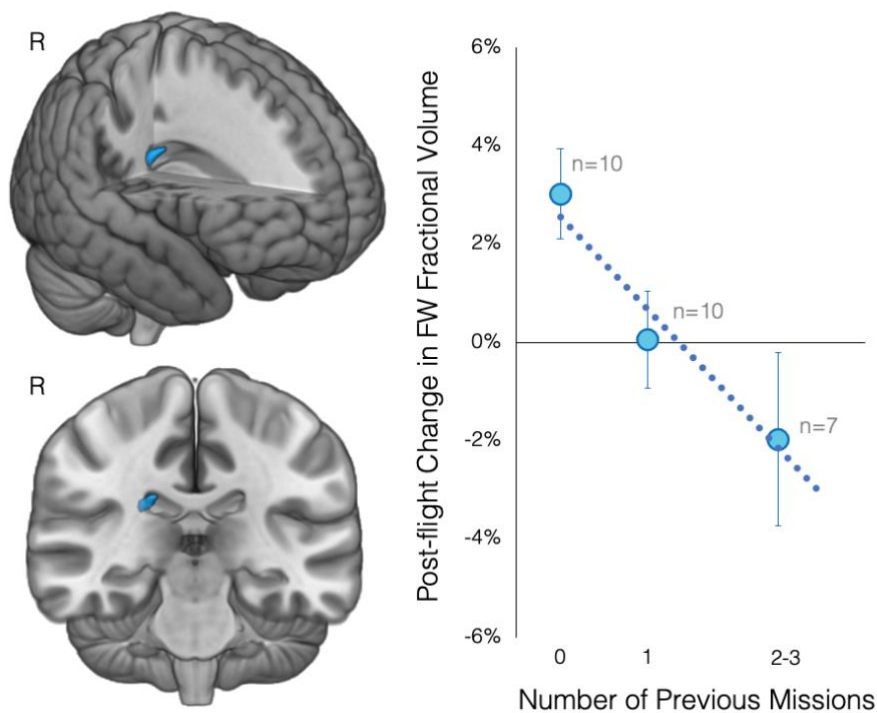 R
R
Post-flight Change in FW Fractional Volume
6%
4%
2%
0%
-2%
-4%
-6%
n=10
n=10
n=7
0 1 2-3
Number of Previous Missions